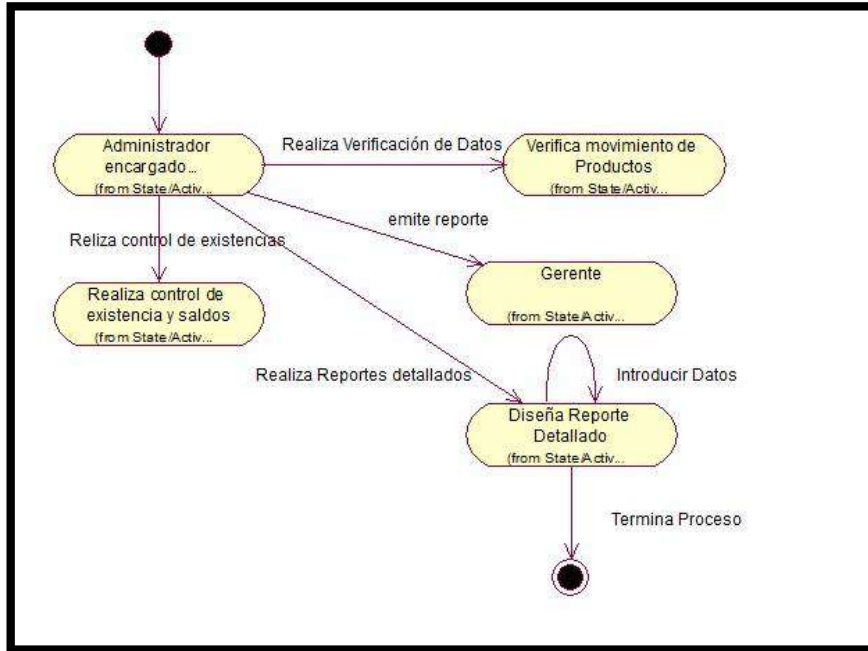 Administrador
encargado...
(from State/Activ...
Realiza Verificación de Datos
Verifica movimiento de
Productos
(from State/Activ...
emite reporte
Reliza control de existencias
Gerente
(from State/Activ...
Realiza control de
existencia y saldos
(from State/Activ...
Realiza Reportes detallados
Introducir Datos
Diseña Reporte
Detallado
(from State/Activ...
Termina Proceso